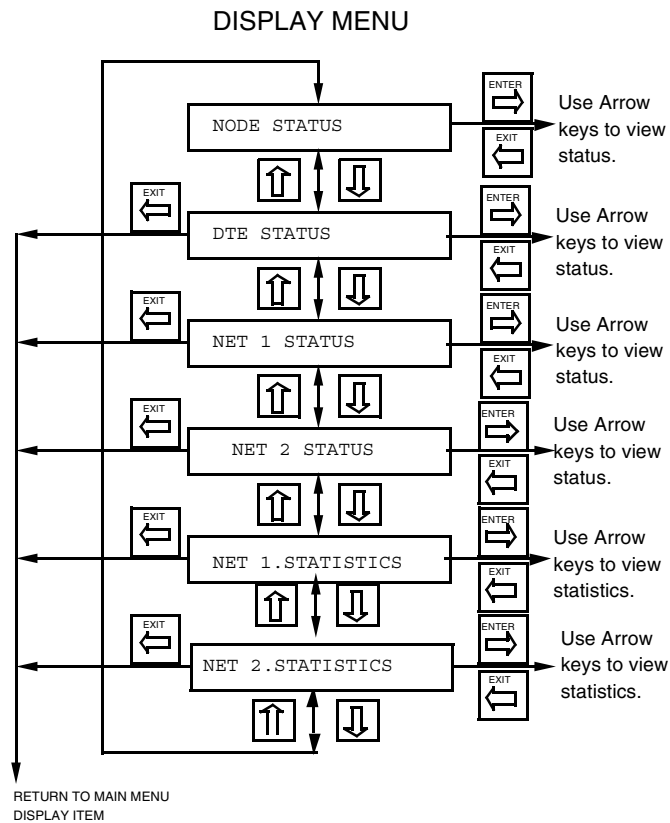 DISPLAY MENU
NODE STATUS
ENTER
EXIT
Use Arrow
keys to view
status.
EXIT
DTE STATUS
ENTER
EXIT
Use Arrow
keys to view
status.
EXIT
NET 1 STATUS
ENTER
EXIT
Use Arrow
keys to view
status.
EXIT
NET 2 STATUS
ENTER
EXIT
Use Arrow
keys to view
status.
EXIT
NET 1.STATISTICS
ENTER
EXIT
Use Arrow
keys to view
statistics.
EXIT
NET 2.STATISTICS
ENTER
EXIT
Use Arrow
keys to view
statistics.
RETURN TO MAIN MENU
DISPLAY ITEM